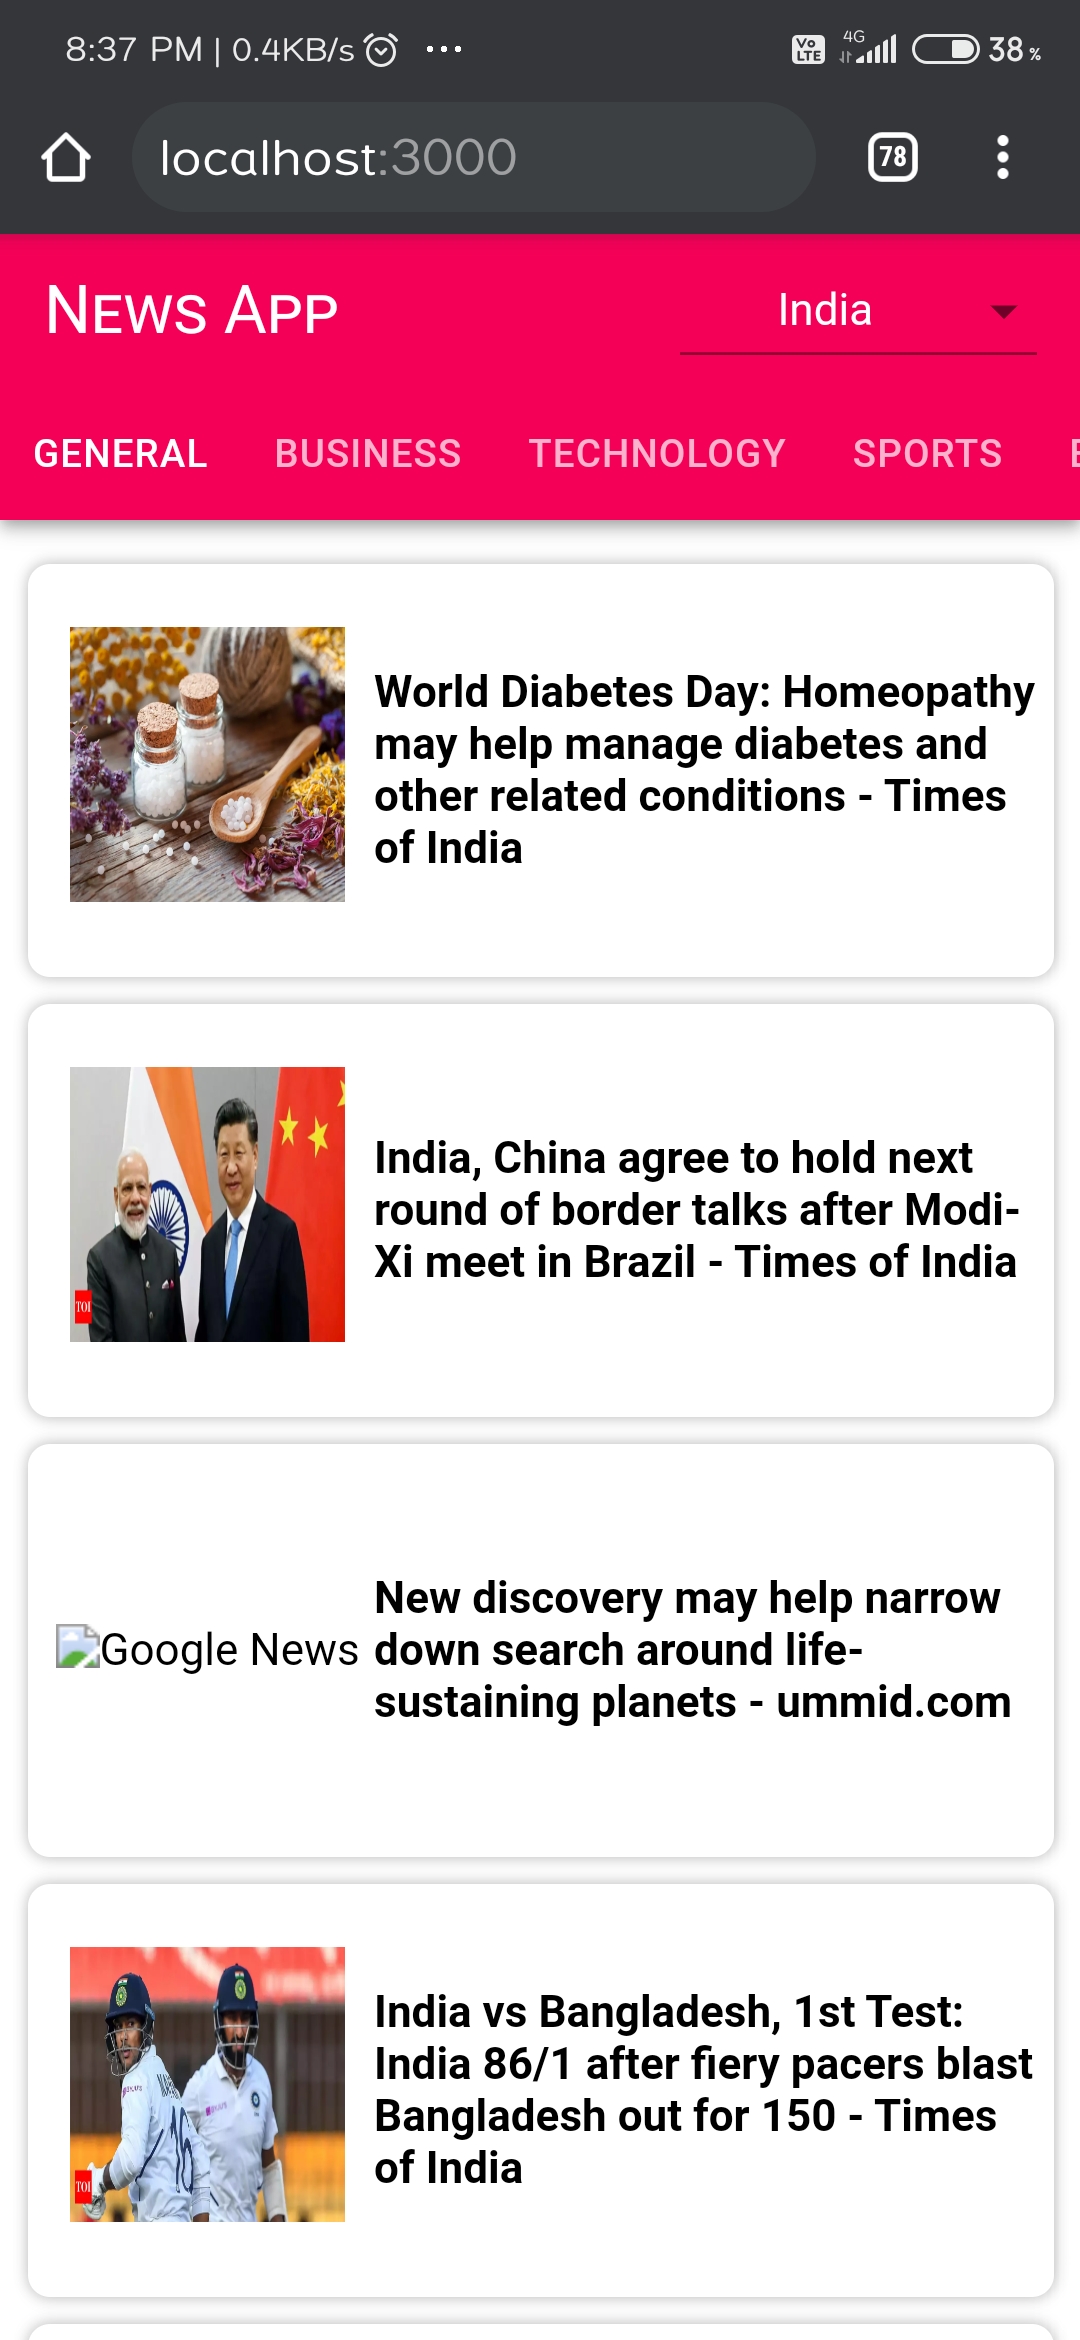 8:37 PM | 0.4KB/s ...
Vo LTE 4G 38 %
localhost:3000
78
News App
India
GENERAL BUSINESS TECHNOLOGY SPORTS
World Diabetes Day: Homeopathy
may help manage diabetes and
other related conditions - Times
of India
TOI
India, China agree to hold next
round of border talks after Modi-
Xi meet in Brazil - Times of India
Google News
New discovery may help narrow
down search around life-
sustaining planets - ummid.com
TOI
16
India vs Bangladesh, 1st Test:
India 86/1 after fiery pacers blast
Bangladesh out for 150 - Times
of India